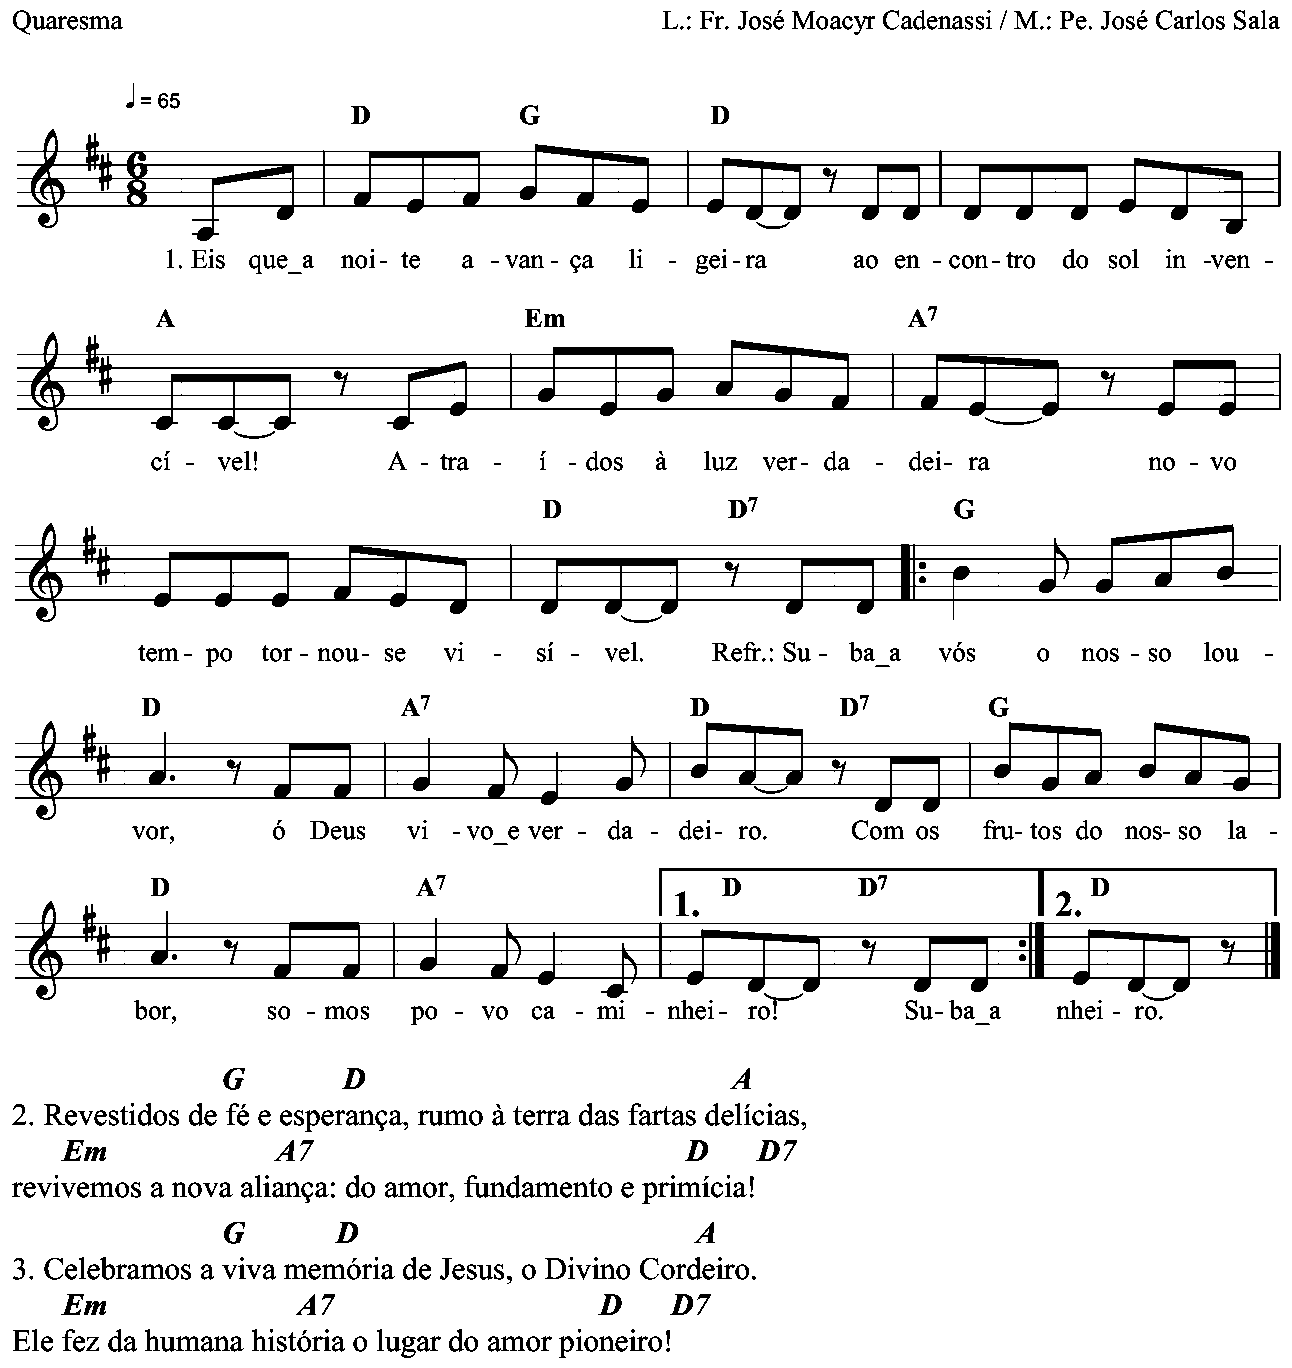 Quaresma L.: Fr. José Moacyr Cadenassi / M.: Pe. José Carlos Sala
♩ = 65
D G D
6
8
1. Eis que_a noi- te a -van-ça li - gei-ra ao en-con-tro do sol in -ven-
A Em A7
cí - vel! A - tra - í - dos à luz ver- da - dei- ra no - vo
D D7 G
tem - po tor-nou-se vi - sí - vel. Refr.: Su- ba_a vós o nos-so lou -
D A7 D D7 G
vor, ó Deus vi -vo_e ver- da- dei- ro. Com os fru-tos do nos- so la -
D A7 1. D D7 2. D
bor, so - mos po - vo ca - mi - nhei - ro! Su- ba_a nhei - ro.
G D A
2. Revestidos de fé e esperança, rumo à terra das fartas delícias,
Em A7 D D7
revivemos a nova aliança: do amor, fundamento e primícia!
G D A
3. Celebramos a viva memória de Jesus, o Divino Cordeiro.
Em A7 D D7
Ele fez da humana história o lugar do amor pioneiro!